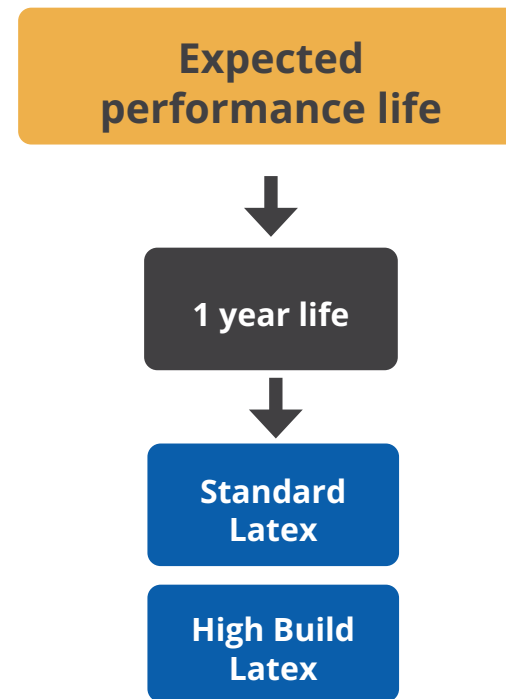 Expected
performance life
1 year life
Standard
Latex
High Build
Latex